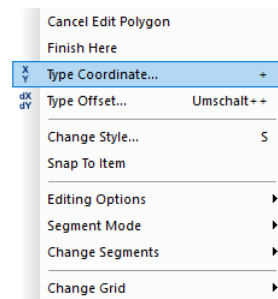 Cancel Edit Polygon
Finish Here
X Y Type Coordinate... +
dX dY Type Offset... Umschalt++
Change Style... S
Snap To Item
Editing Options
Segment Mode
Change Segments
Change Grid